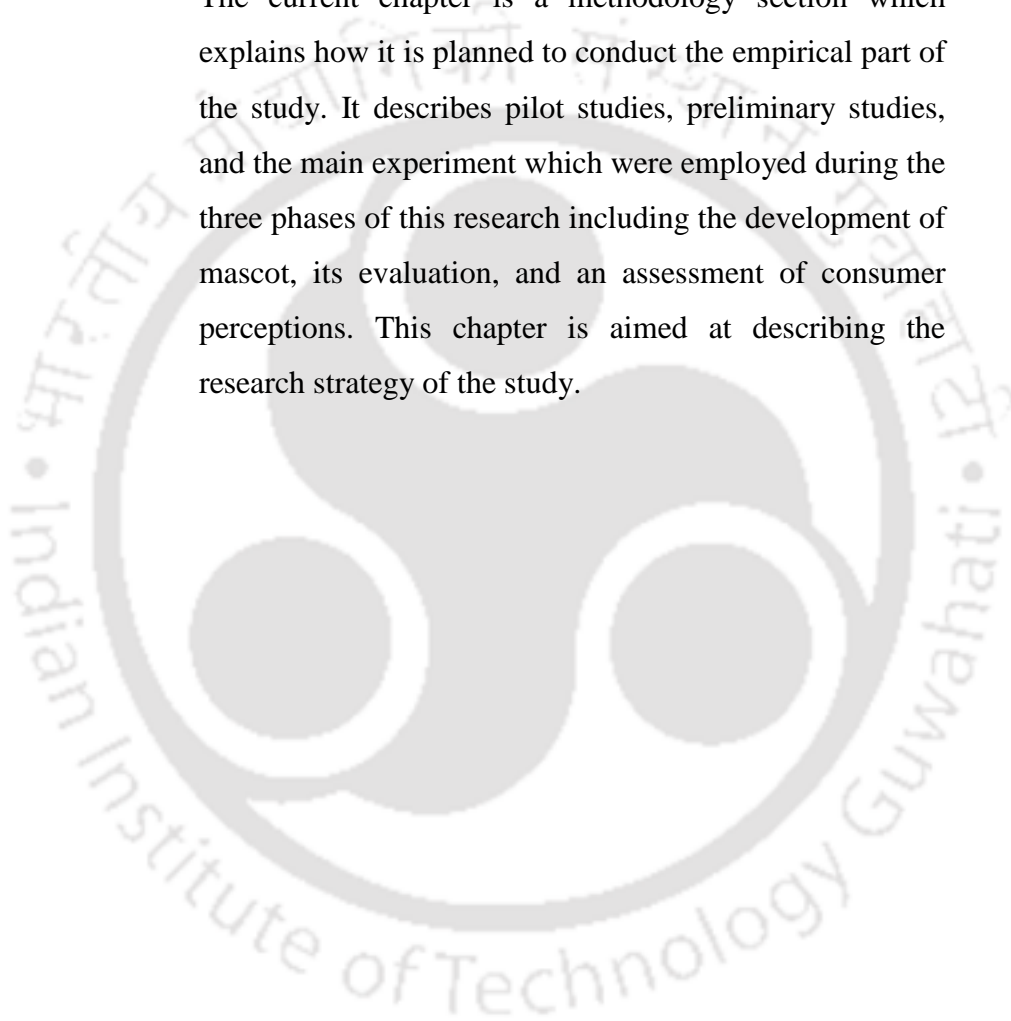 The current chapter is a methodology section which
explains how it is planned to conduct the empirical part of
the study. It describes pilot studies, preliminary studies,
and the main experiment which were employed during the
three phases of this research including the development of
mascot, its evaluation, and an assessment of consumer
perceptions. This chapter is aimed at describing the
research strategy of the study.
भारतीय प्रौद्योगिकी संस्थान गुवाहाटी
• Indian Institute of Technology Guwahati •